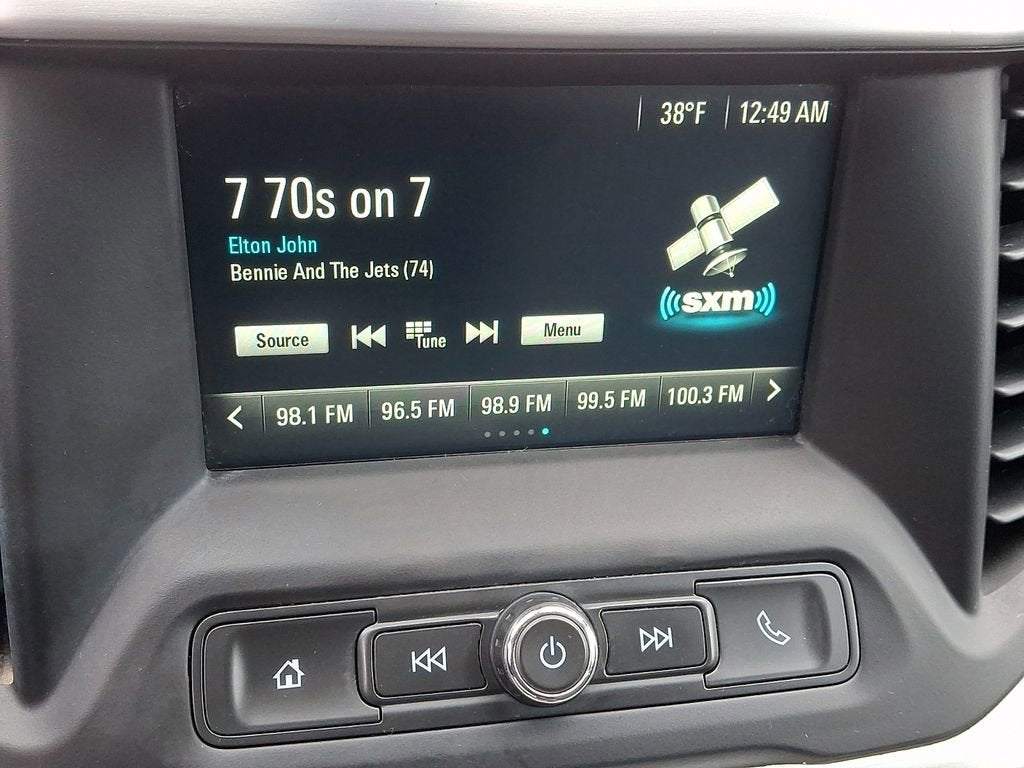 38°F 12:49 AM
7 70s on 7
Elton John
Bennie And The Jets (74)
sxm
Source Tune Menu
98.1 FM 96.5 FM 98.9 FM 99.5 FM 100.3 FM